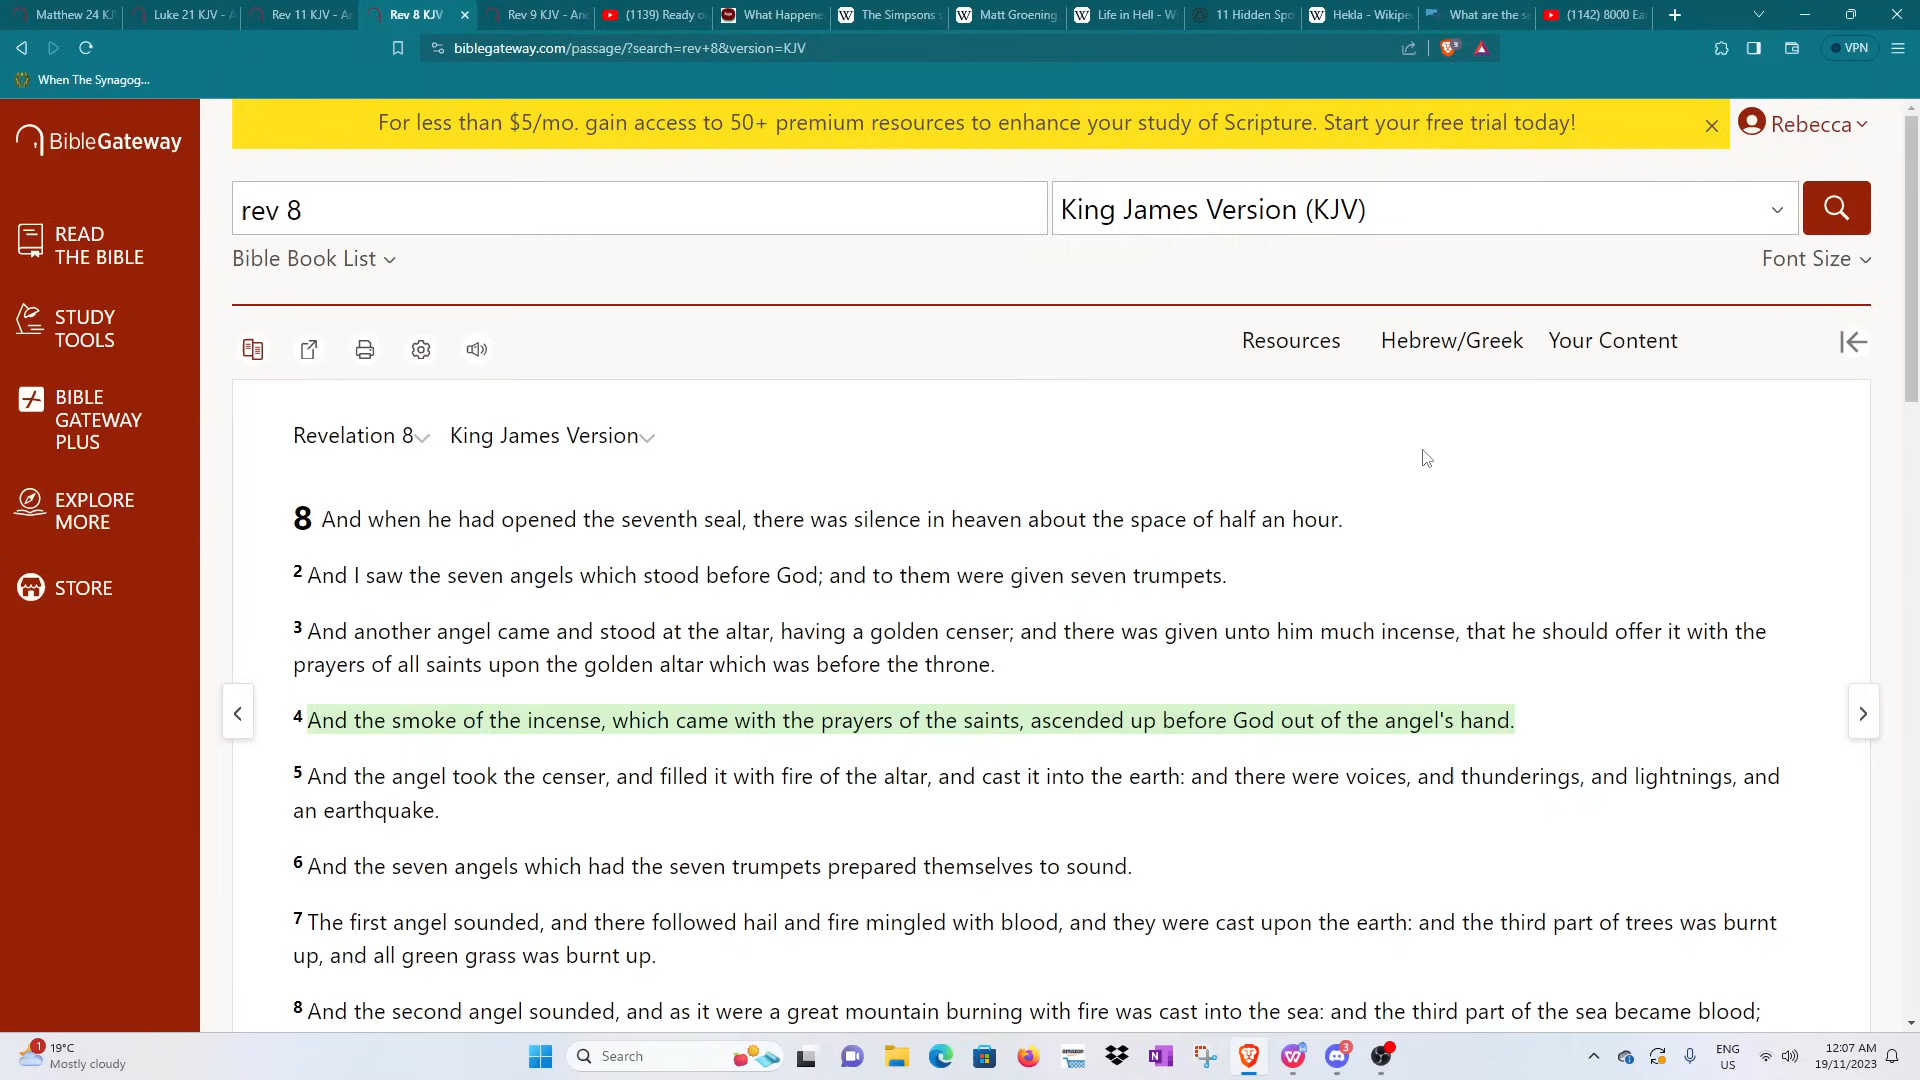 Matthew 24 KJ
Luke 21 KJV - A
Rev 11 KJV - A
Rev 8 KJV
Rev 9 KJV - An
(1139) Ready o
What Happene
The Simpsons
Matt Groening
Life in Hell - Wi
11 Hidden Spo
Hekla - Wikipe
What are the s
(1142) 8000 Ea
biblegateway.com/passage/?search=rev+8&version=KJV
9
VPN
When The Synagog...
BibleGateway
For less than $5/mo. gain access to 50+ premium resources to enhance your study of Scripture. Start your free trial today!
Rebecca
rev 8
King James Version (KJV)
Bible Book List
Font Size
READ
THE BIBLE
STUDY
TOOLS
BIBLE
GATEWAY
PLUS
EXPLORE
MORE
STORE
Resources
Hebrew/Greek
Your Content
Revelation 8
King James Version
8 And when he had opened the seventh seal, there was silence in heaven about the space of half an hour.
2 And I saw the seven angels which stood before God; and to them were given seven trumpets.
3 And another angel came and stood at the altar, having a golden censer; and there was given unto him much incense, that he should offer it with the
prayers of all saints upon the golden altar which was before the throne.
4 And the smoke of the incense, which came with the prayers of the saints, ascended up before God out of the angel's hand.
5 And the angel took the censer, and filled it with fire of the altar, and cast it into the earth: and there were voices, and thunderings, and lightnings, and
an earthquake.
6 And the seven angels which had the seven trumpets prepared themselves to sound.
7 The first angel sounded, and there followed hail and fire mingled with blood, and they were cast upon the earth: and the third part of trees was burnt
up, and all green grass was burnt up.
8 And the second angel sounded, and as it were a great mountain burning with fire was cast into the sea: and the third part of the sea became blood;
1
19°C
Mostly cloudy
Search
amazon
3
ENG
US
12:07 AM
19/11/2023